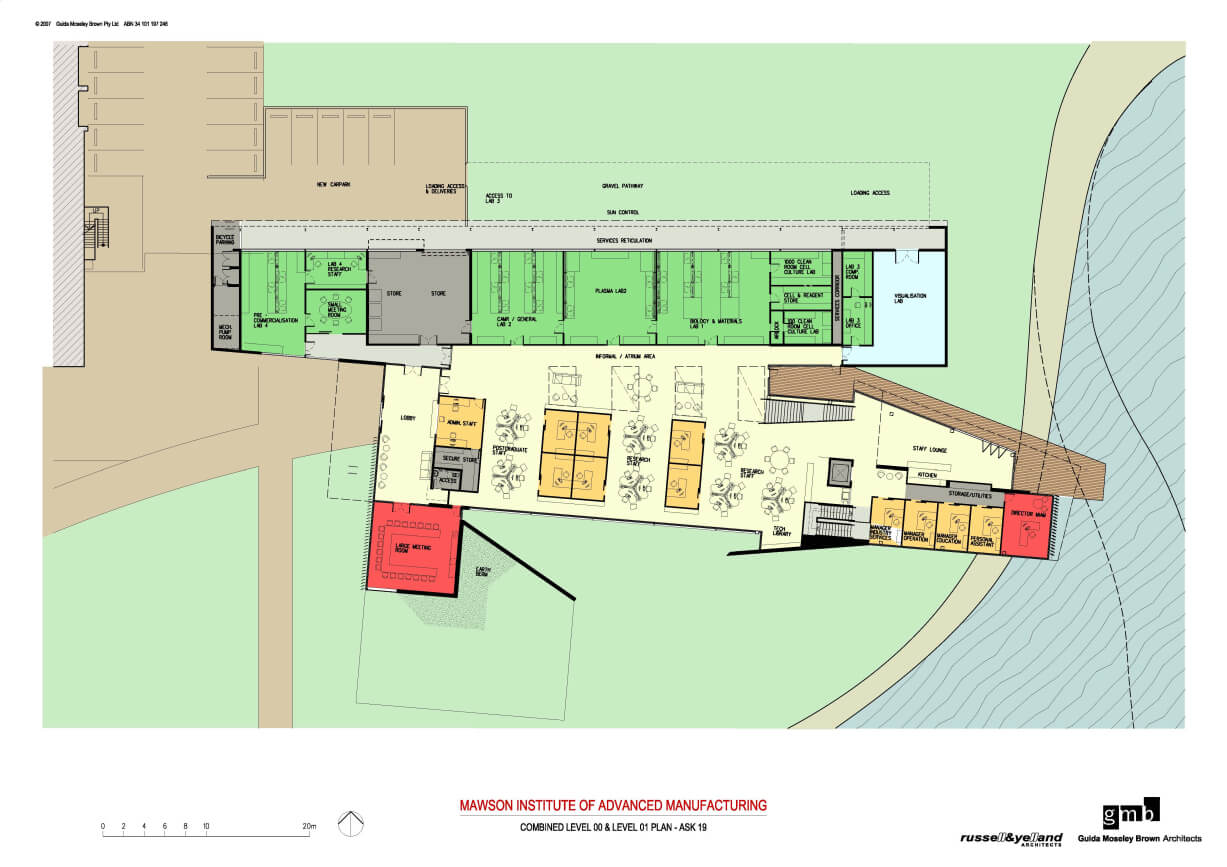 © 2007 Guida Moseley Brown Pty Ltd ABN 34 101 197 246
NEW CARPARK
LOADING ACCESS
& DELIVERIES
ACCESS TO
LAB 3
GRAVEL PATHWAY
LOADING ACCESS
SUN CONTROL
BICYCLE
PARKING
SERVICES RETICULATION
LAB 4
RESEARCH
STAFF
STORE
STORE
SMALL
MEETING
ROOM
PRE -
COMMERCIALISATION
LAB 4
MECH.
PUMP
ROOM
CAMR / GENERAL
LAB 2
PLASMA LAB2
BIOLOGY & MATERIALS
LAB 1
1000 CLEAN
ROOM CELL
CULTURE LAB
CELL & REAGENT
STORE
AIRLOCK
100 CLEAN
ROOM CELL
CULTURE LAB
SERVICES CORRIDOR
LAB 3
COMP.
ROOM
LAB 3
OFFICE
VISUALISATION
LAB
INFORMAL / ATRIUM AREA
LOBBY
ADMIN. STAFF
SECURE STORE
ACCESS
POSTGRADUATE
STAFF
RESEARCH
STAFF
RESEARCH
STAFF
TECH.
LIBRARY
STAFF LOUNGE
KITCHEN
STORAGE/UTILITIES
MANAGER
INDUSTRY
SERVICES
MANAGER
OPERATION
MANAGER
EDUCATION
PERSONAL
ASSISTANT
DIRECTOR MIAM
LARGE MEETING
ROOM
EARTH
BERM
MAWSON INSTITUTE OF ADVANCED MANUFACTURING
COMBINED LEVEL 00 & LEVEL 01 PLAN - ASK 19
0 2 4 6 8 10 20m
russell&yelland
ARCHITECTS
gmb
Guida Moseley Brown Architects